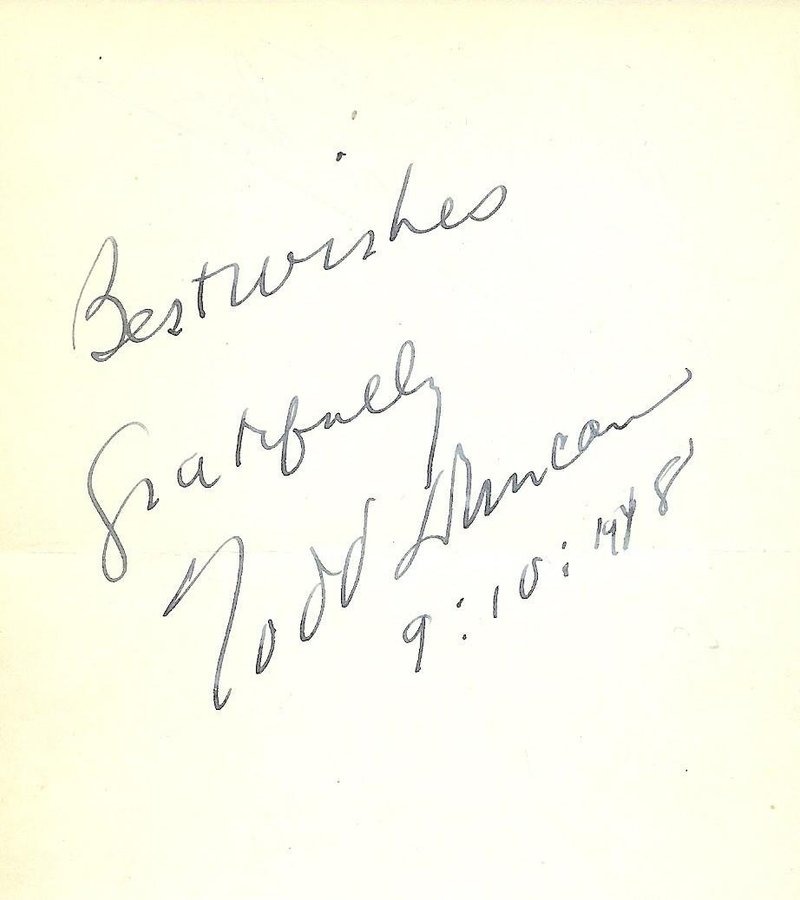 Best wishes
Gratefully
Todd Duncan
9:10:1948